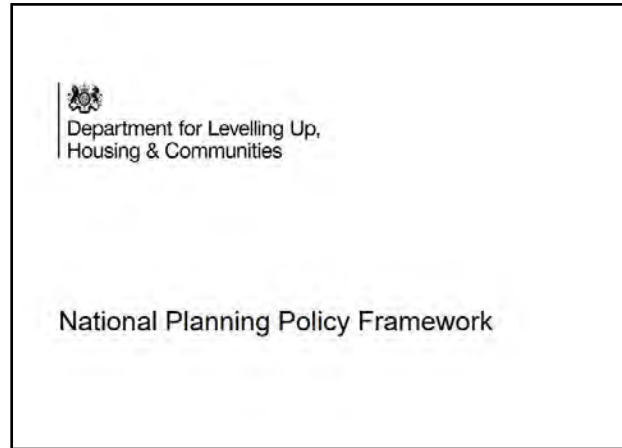 Department for Levelling Up,
Housing & Communities
National Planning Policy Framework